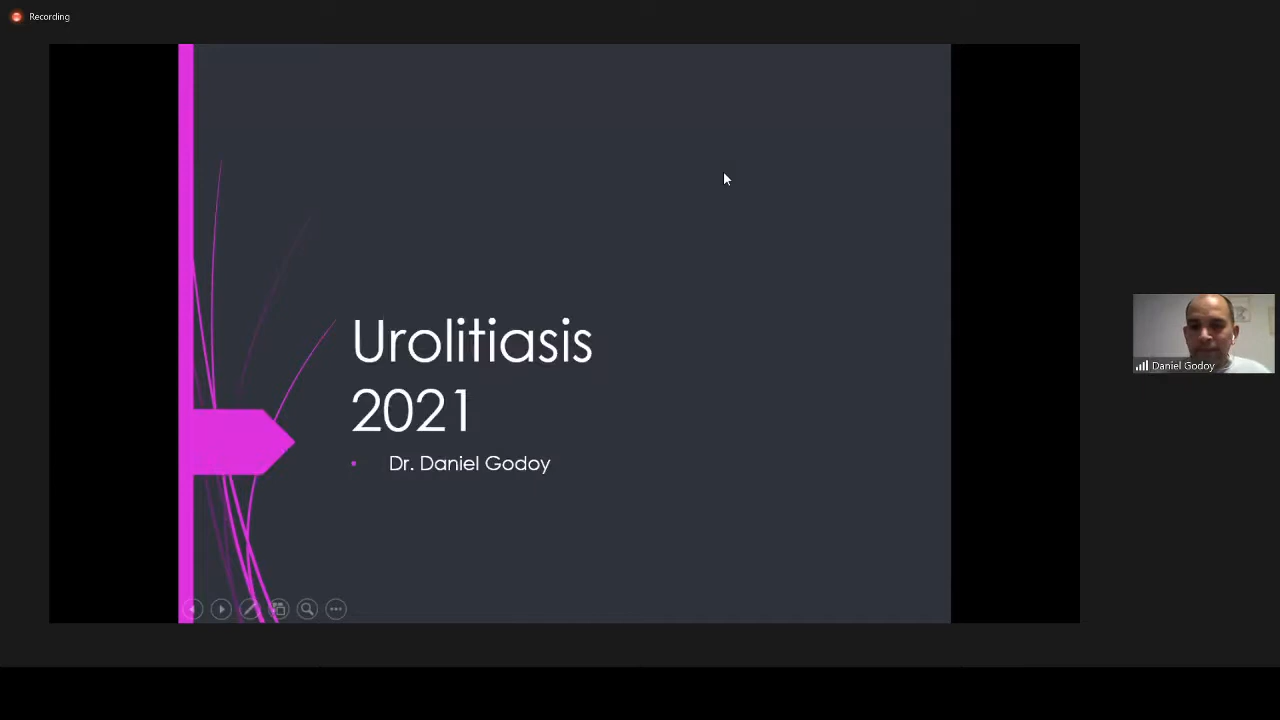 Recording
Urolitiasis
2021
• Dr. Daniel Godoy
Daniel Godoy